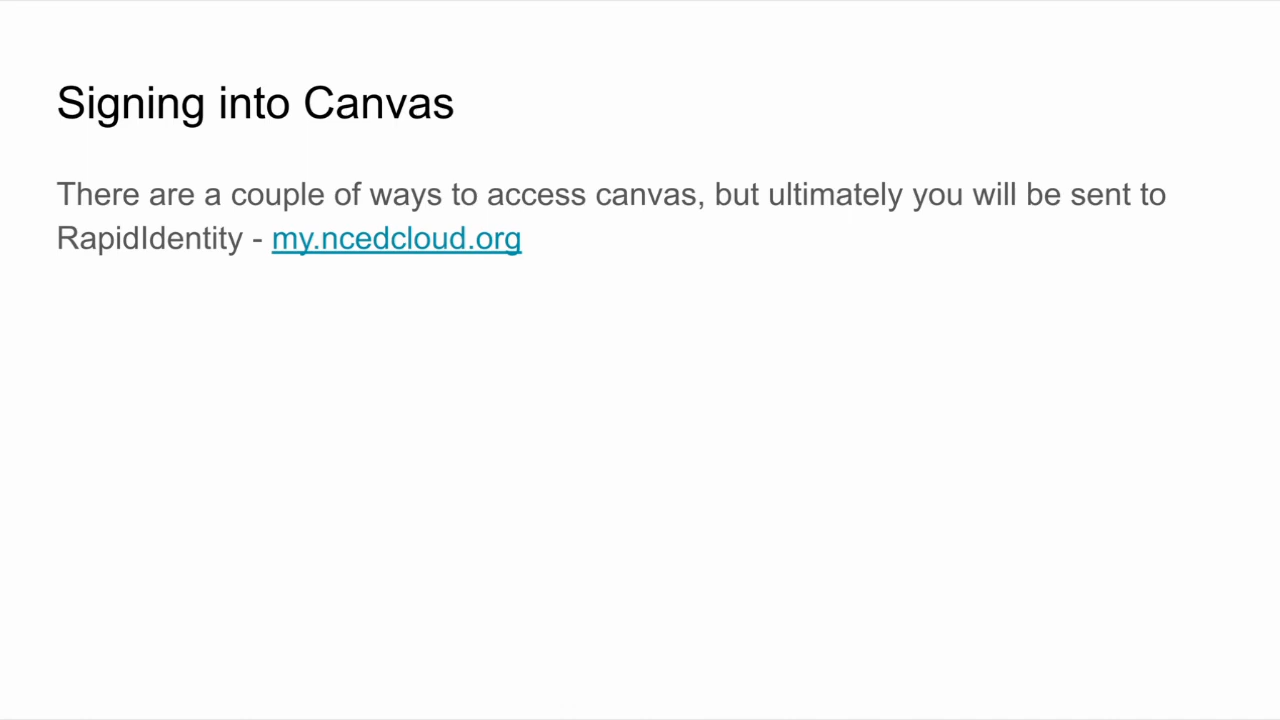 Signing into Canvas
There are a couple of ways to access canvas, but ultimately you will be sent to
RapidIdentity - my.ncedcloud.org